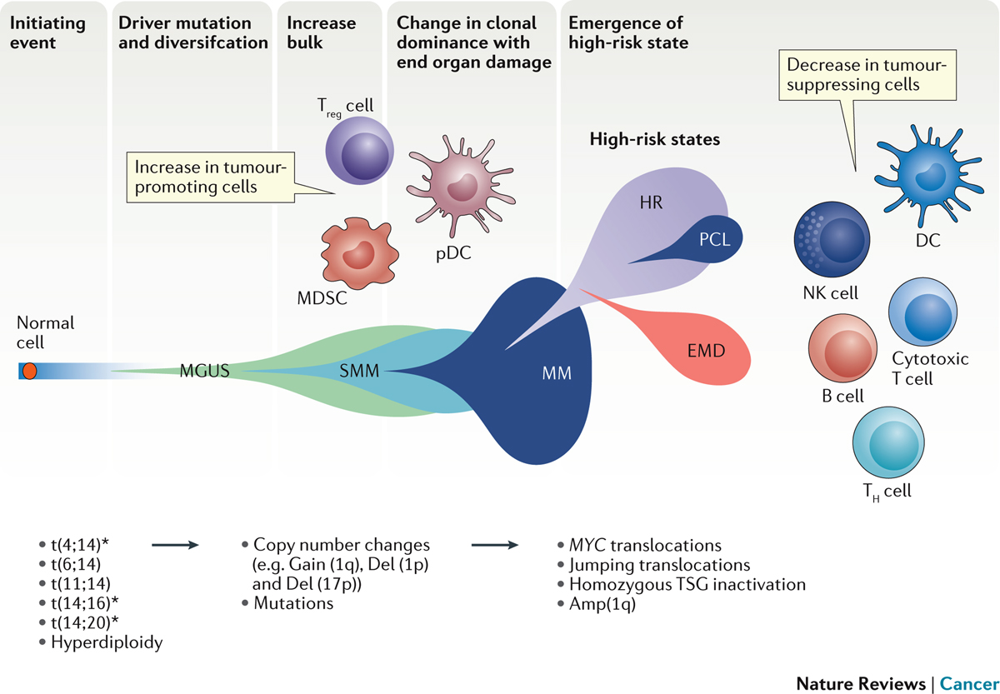 Initiating
event
Driver mutation
and diversifcation
Increase
bulk
Change in clonal
dominance with
end organ damage
Emergence of
high-risk state
Decrease in tumour-
suppressing cells
Treg cell
High-risk states
Increase in tumour-
promoting cells
HR
PCL
pDC
DC
MDSC
NK cell
Normal
cell
MGUS
SMM
MM
EMD
Cytotoxic
T cell
B cell
TH cell
• t(4;14)*
• t(6;14)
• t(11;14)
• t(14;16)*
• t(14;20)*
• Hyperdiploidy
• Copy number changes
(e.g. Gain (1q), Del (1p)
and Del (17p))
• Mutations
• MYC translocations
• Jumping translocations
• Homozygous TSG inactivation
• Amp(1q)
Nature Reviews | Cancer